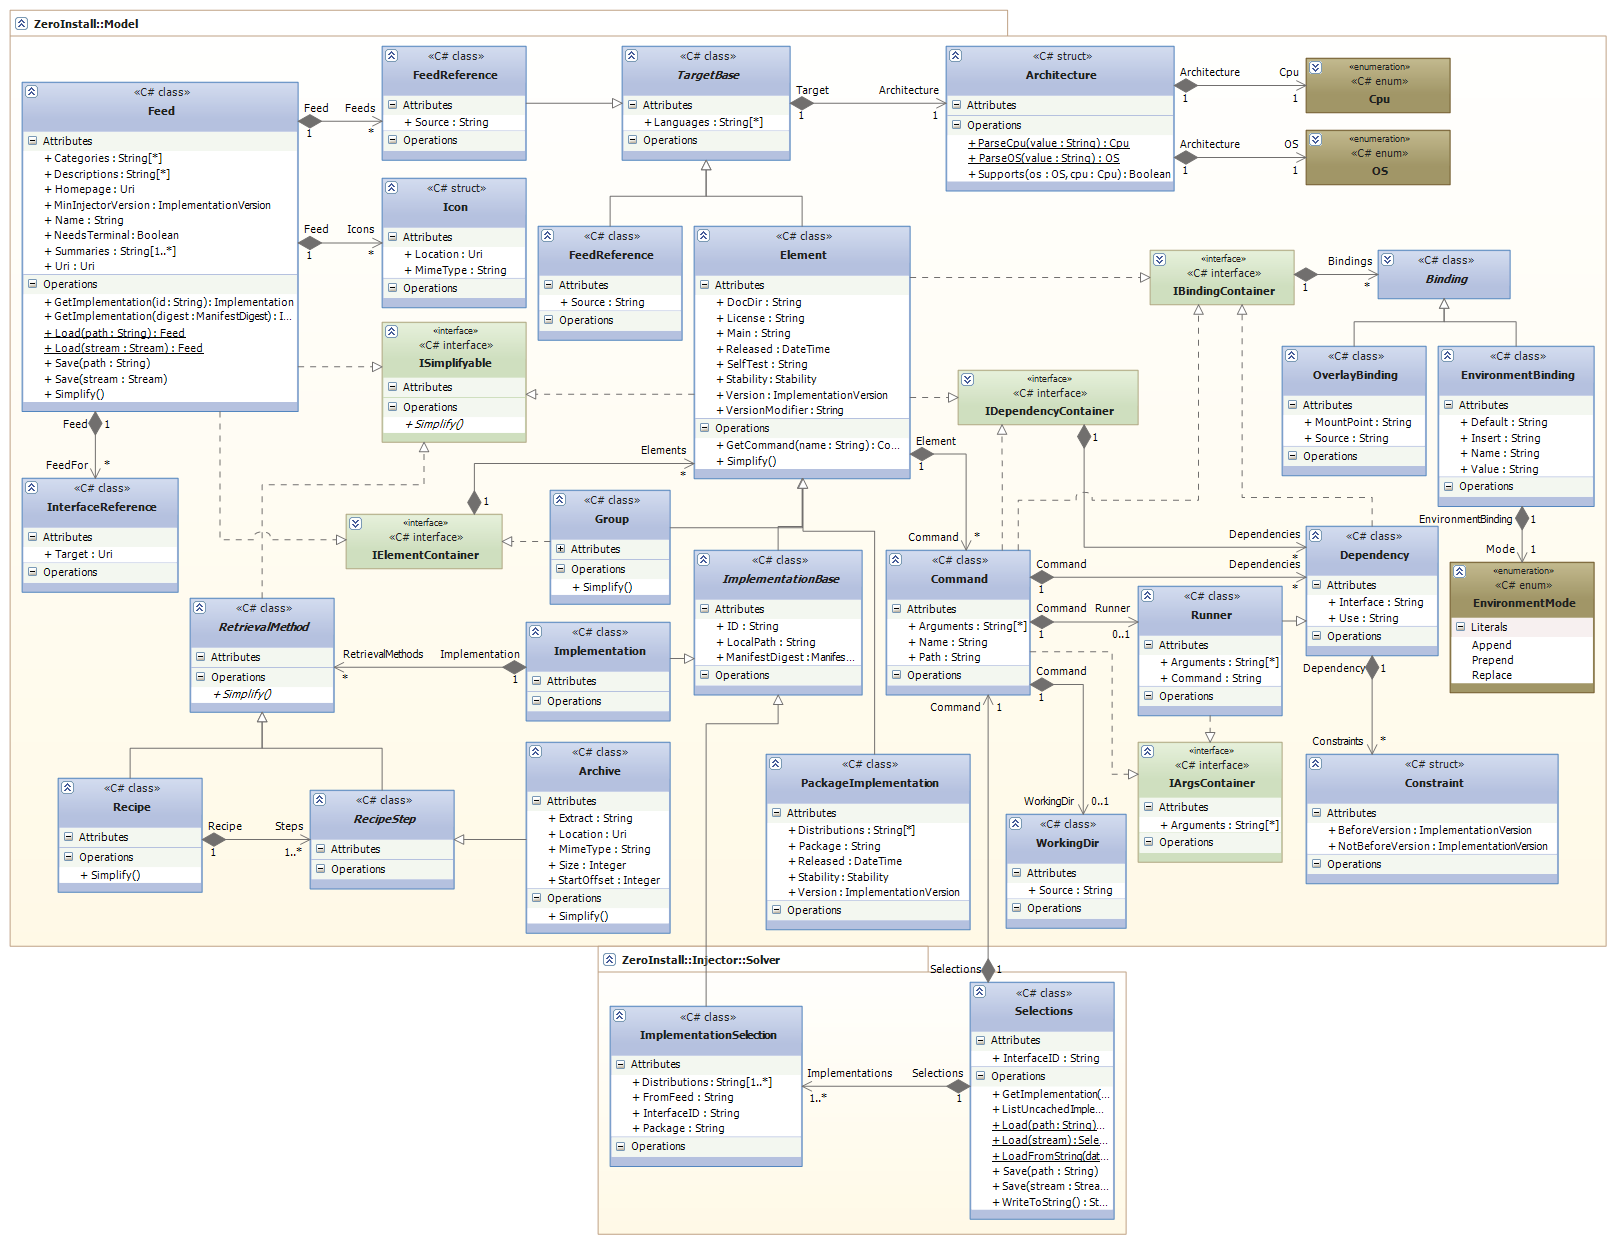 ZeroInstall::Model
«C# class»
Feed
Attributes
+ Categories : String[*]
+ Descriptions : String[*]
+ Homepage : Uri
+ MinInjectorVersion : ImplementationVersion
+ Name : String
+ NeedsTerminal : Boolean
+ Summaries : String[1..*]
+ Uri : Uri
Operations
+ GetImplementation(id : String) : Implementation
+ GetImplementation(digest : ManifestDigest) : I...
+ Load(path : String) : Feed
+ Load(stream : Stream) : Feed
+ Save(path : String)
+ Save(stream : Stream)
+ Simplify()
Feed
Feeds
1
*
«C# class»
FeedReference
Attributes
+ Source : String
Operations
«C# class»
TargetBase
Attributes
+ Languages : String[*]
Operations
Target
Architecture
1
1
«C# struct»
Architecture
Attributes
Operations
+ ParseCpu(value : String) : Cpu
+ ParseOS(value : String) : OS
+ Supports(os : OS, cpu : Cpu) : Boolean
Architecture
Cpu
1
1
«enumeration»
«C# enum»
Cpu
Architecture
OS
1
1
«enumeration»
«C# enum»
OS
Feed
Icons
1
*
«C# struct»
Icon
Attributes
+ Location : Uri
+ MimeType : String
Operations
«C# class»
FeedReference
Attributes
+ Source : String
Operations
«C# class»
Element
Attributes
+ DocDir : String
+ License : String
+ Main : String
+ Released : DateTime
+ SelfTest : String
+ Stability : Stability
+ Version : ImplementationVersion
+ VersionModifier : String
Operations
+ GetCommand(name : String) : Co...
+ Simplify()
«interface»
«C# interface»
IBindingContainer
Bindings
1
*
«C# class»
Binding
«interface»
«C# interface»
ISimplifyable
Attributes
Operations
+ Simplify()
«interface»
«C# interface»
IDependencyContainer
1
«C# class»
OverlayBinding
Attributes
+ MountPoint : String
+ Source : String
Operations
«C# class»
EnvironmentBinding
Attributes
+ Default : String
+ Insert : String
+ Name : String
+ Value : String
Operations
Feed
1
FeedFor
*
«C# class»
InterfaceReference
Attributes
+ Target : Uri
Operations
Elements
*
1
«interface»
«C# interface»
IElementContainer
«C# class»
Group
Attributes
Operations
+ Simplify()
Element
1
Command
*
«C# class»
ImplementationBase
Attributes
+ ID : String
+ LocalPath : String
+ ManifestDigest : Manifes...
Operations
«C# class»
Command
Attributes
+ Arguments : String[*]
+ Name : String
+ Path : String
Operations
Dependencies
*
Command
1
Dependencies
*
Command
Runner
1
0..1
«C# class»
Runner
Attributes
+ Arguments : String[*]
+ Command : String
Operations
«C# class»
Dependency
Attributes
+ Interface : String
+ Use : String
Operations
EnvironmentBinding
1
Mode
1
«enumeration»
«C# enum»
EnvironmentMode
Literals
Append
Prepend
Replace
«C# class»
RetrievalMethod
Attributes
Operations
+ Simplify()
RetrievalMethods
Implementation
*
1
«C# class»
Implementation
Attributes
Operations
Command
1
WorkingDir
0..1
Dependency
1
Constraints
*
Command
1
«interface»
«C# interface»
IArgsContainer
Attributes
+ Arguments : String[*]
Operations
«C# struct»
Constraint
Attributes
+ BeforeVersion : ImplementationVersion
+ NotBeforeVersion : ImplementationVersion
Operations
«C# class»
Recipe
Attributes
Operations
+ Simplify()
Recipe
Steps
1
1..*
«C# class»
RecipeStep
Attributes
Operations
«C# class»
Archive
Attributes
+ Extract : String
+ Location : Uri
+ MimeType : String
+ Size : Integer
+ StartOffset : Integer
Operations
+ Simplify()
«C# class»
PackageImplementation
Attributes
+ Distributions : String[*]
+ Package : String
+ Released : DateTime
+ Stability : Stability
+ Version : ImplementationVersion
Operations
«C# class»
WorkingDir
Attributes
+ Source : String
Operations
ZeroInstall::Injector::Solver
Selections
1
«C# class»
ImplementationSelection
Attributes
+ Distributions : String[1..*]
+ FromFeed : String
+ InterfaceID : String
+ Package : String
Operations
Implementations
Selections
1..*
1
«C# class»
Selections
Attributes
+ InterfaceID : String
Operations
+ GetImplementation(...
+ ListUncachedImple...
+ Load(path : String)...
+ Load(stream) : Sele...
+ LoadFromString(dat...
+ Save(path : String)
+ Save(stream : Strea...
+ WriteToString() : St...